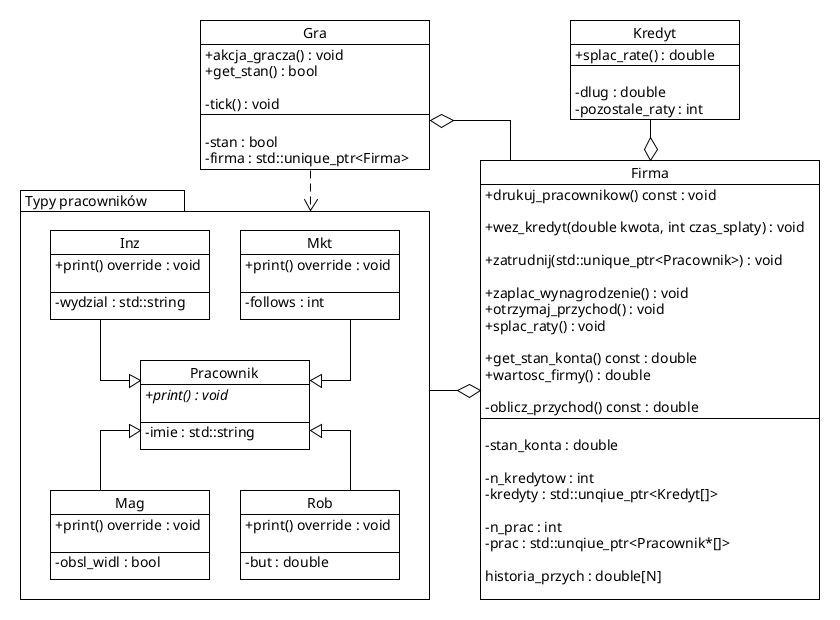 Gra
+akcja_gracza() : void
+get_stan() : bool
-tick() : void
-stan : bool
-firma : std::unique_ptr<Firma>
Kredyt
+splac_rate() : double
-dlug : double
-pozostale_raty : int
Firma
+drukuj_pracownikow() const : void
+wez_kredyt(double kwota, int czas_splaty) : void
+zatrudnij(std::unique_ptr<Pracownik>) : void
+zaplac_wynagrodzenie() : void
+otrzymaj_przychod() : void
+splac_raty() : void
+get_stan_konta() const : double
+wartosc_firmy() : double
-oblicz_przychod() const : double
-stan_konta : double
-n_kredytow : int
-kredyty : std::unqiue_ptr<Kredyt[]>
-n_prac : int
-prac : std::unqiue_ptr<Pracownik*[]>
historia_przych : double[N]
Typy pracowników
Inz
+print() override : void
-wydzial : std::string
Mkt
+print() override : void
-follows : int
Pracownik
+print() : void
-imie : std::string
Mag
+print() override : void
-obsl_widl : bool
Rob
+print() override : void
-but : double